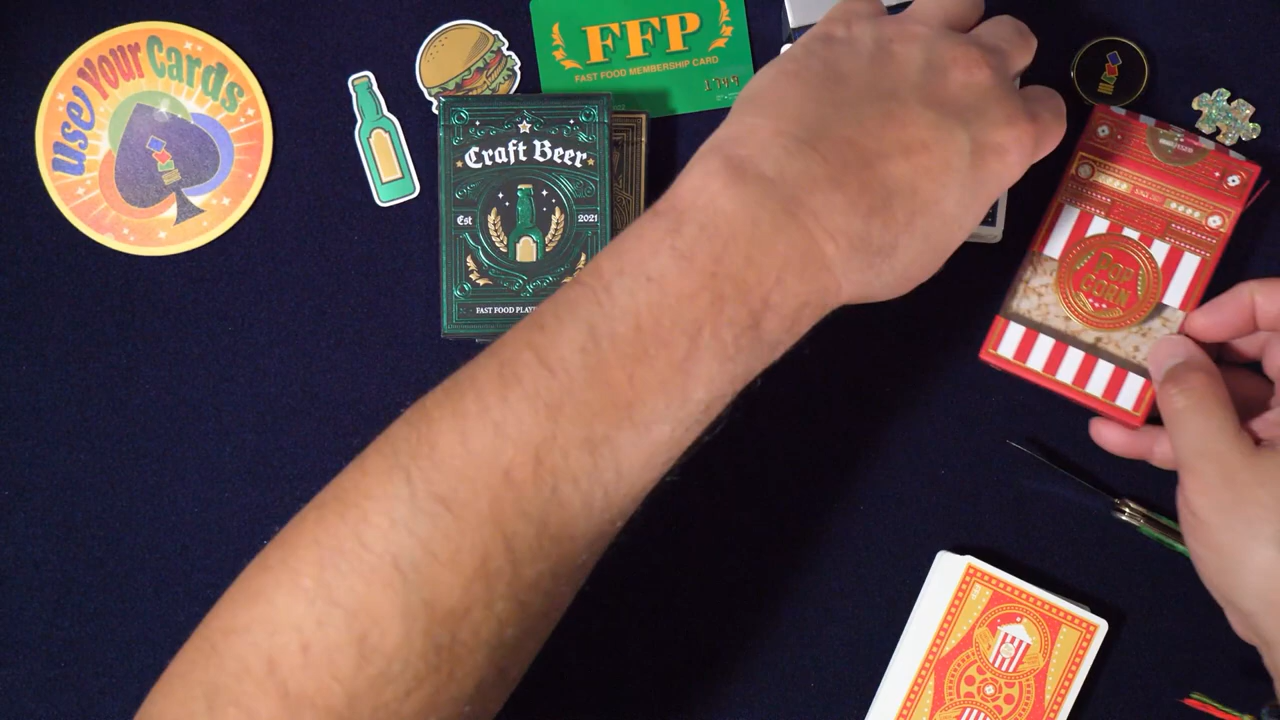 Use Your Cards
FFP
FAST FOOD MEMBERSHIP CARD
Craft Beer
Est 2021
POP
CORN